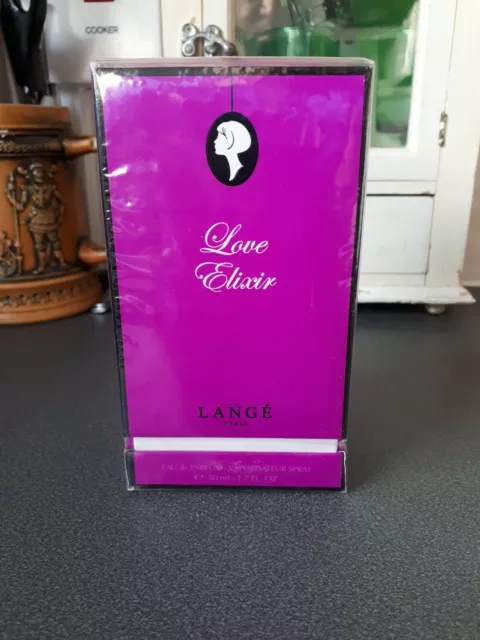 COOKER
Love
Elixir
LANGÉ
PARIS
EAU de PARFUM - VAPORISATEUR SPRAY
50 ml - 1.7 FL. OZ